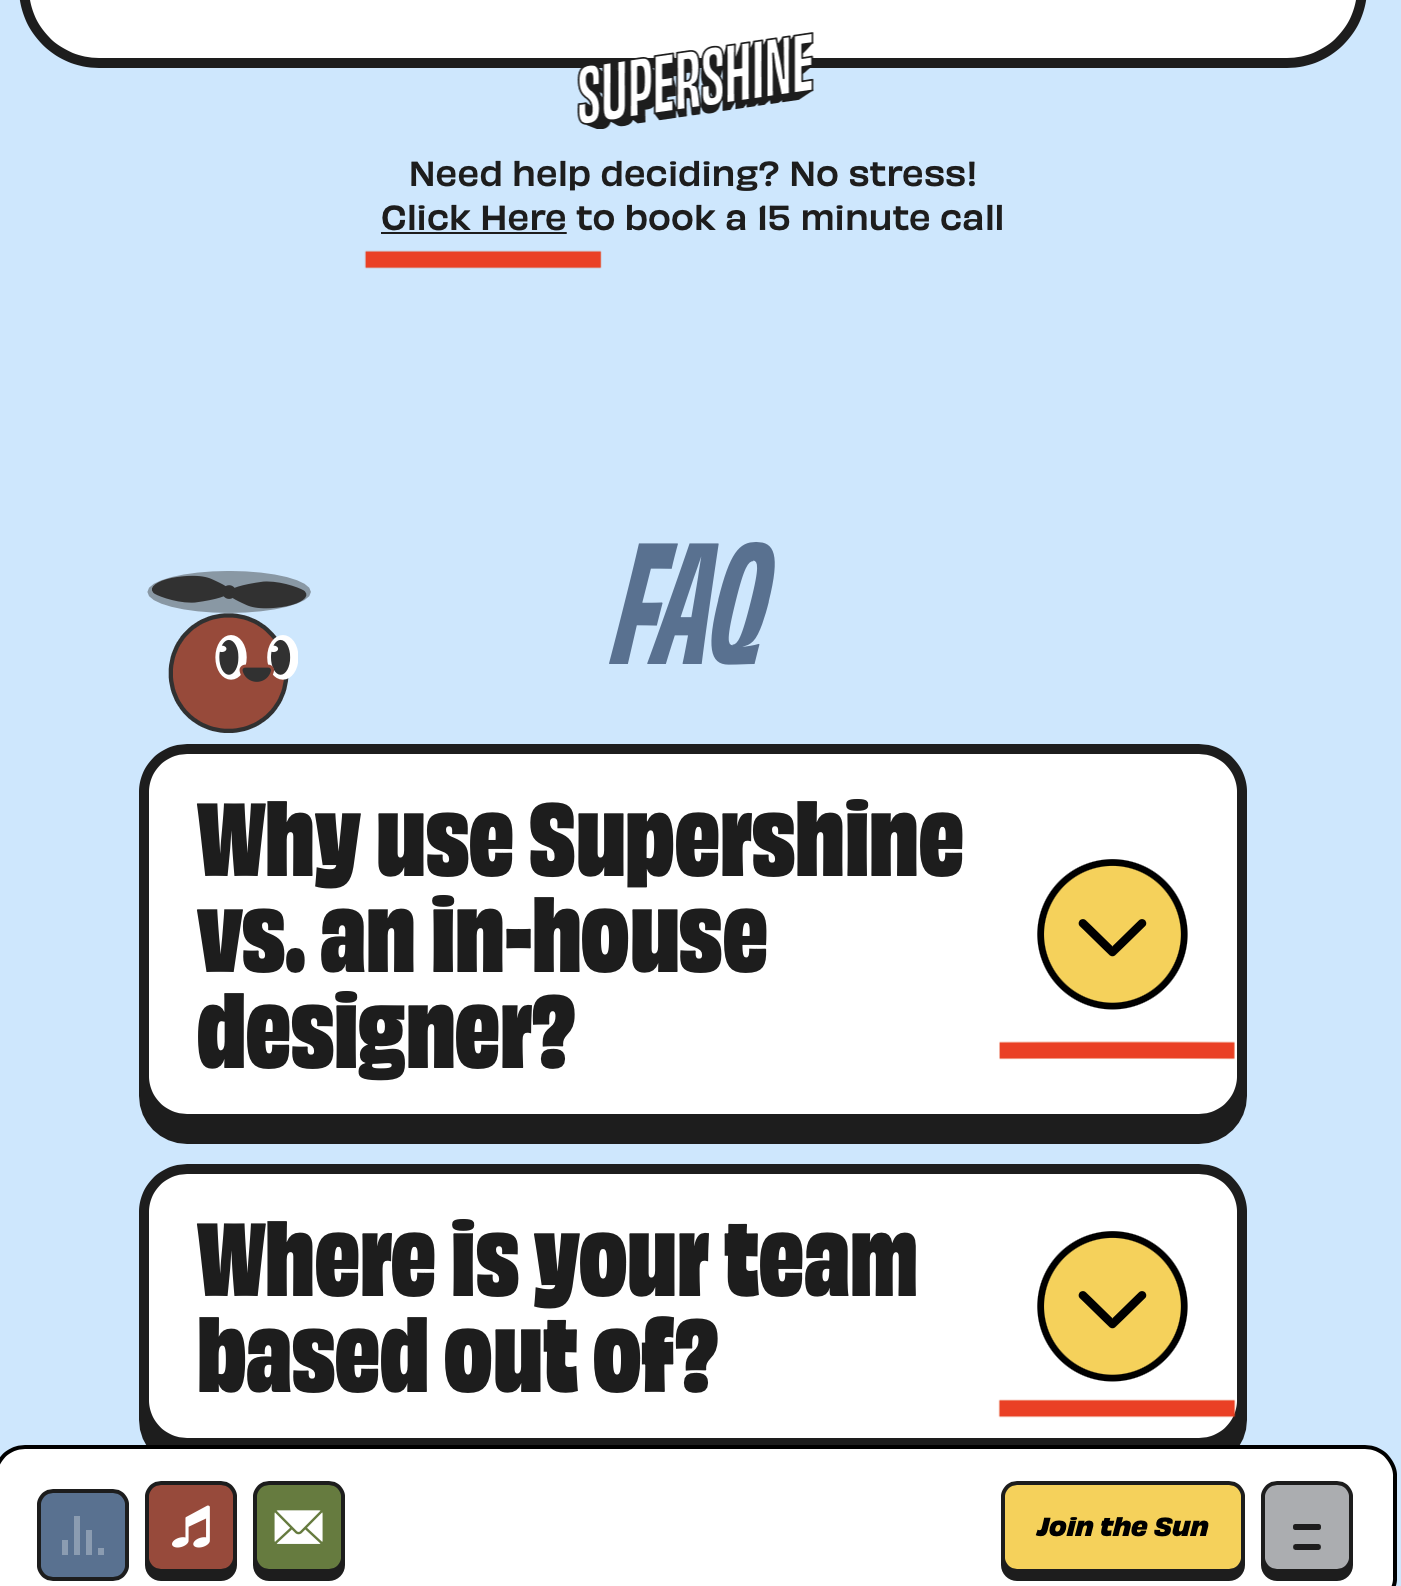 SUPERSHINE
Need help deciding? No stress!
Click Here to book a 15 minute call
FAQ
Why use Supershine
vs. an in-house
designer?
Where is your team
based out of?
Join the Sun